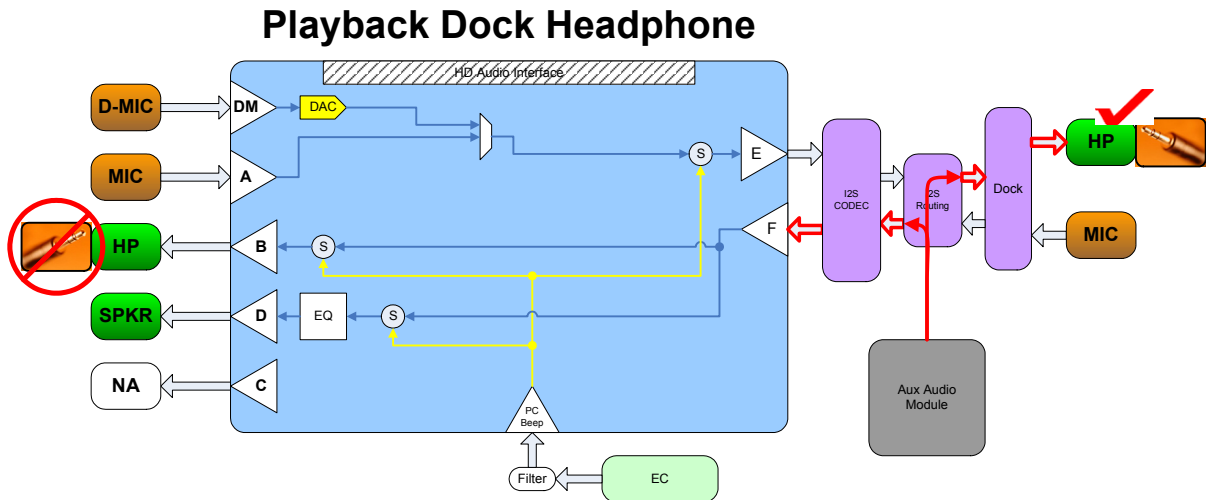 Playback Dock Headphone
HD Audio Interface
D-MIC
DM
DAC
MIC
A
S
E
I2S
CODEC
I2S
Routing
Dock
HP
HP
B
S
F
MIC
SPKR
D
EQ
S
NA
C
PC
Beep
Aux Audio
Module
Filter
EC